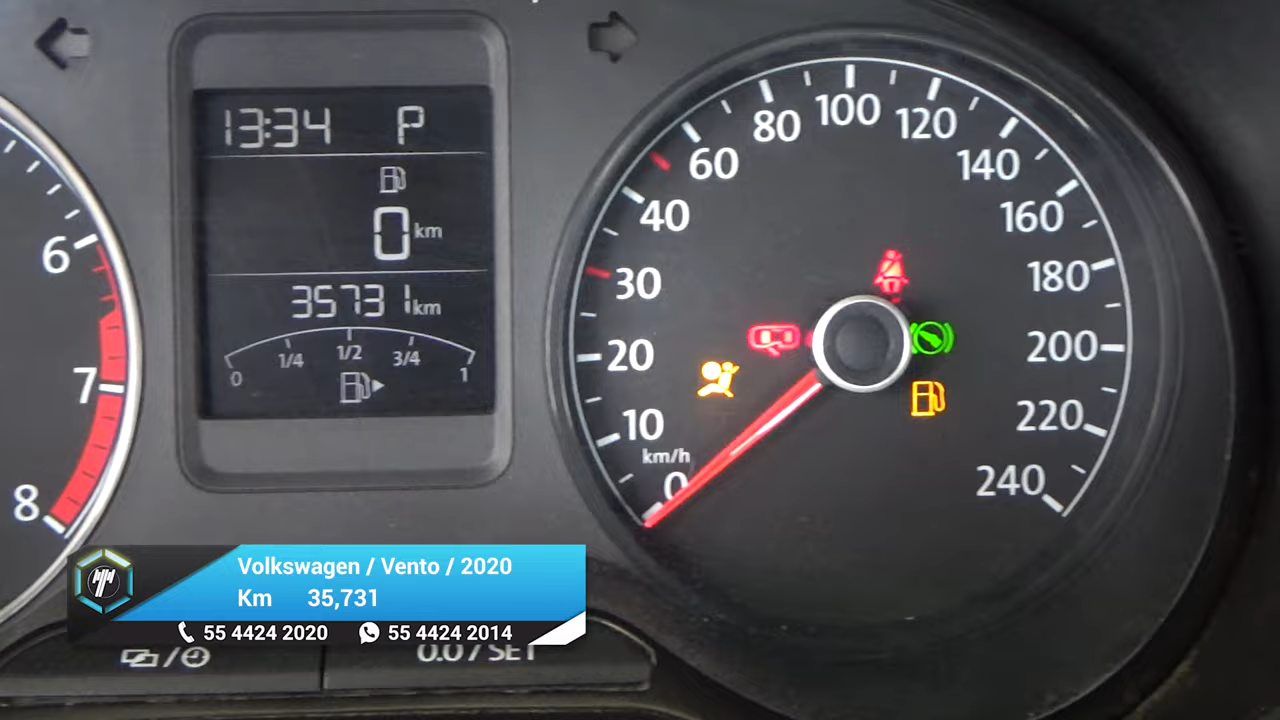 13:34 P
0 km
35731 km
0 1/4 1/2 3/4 1
6
7
8
0
10
20
30
40
60
80
100
120
140
160
180
200
220
240
km/h
Volkswagen / Vento / 2020
Km 35,731
55 4424 2020 55 4424 2014
0.0 / SET